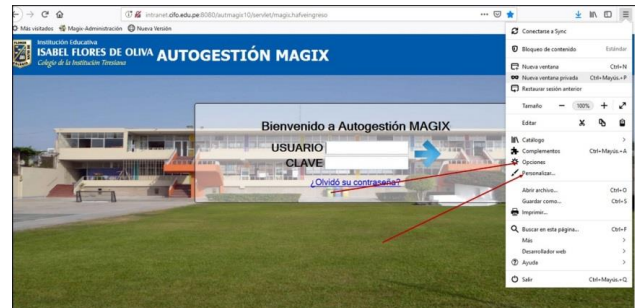 intranet.cifo.edu.pe:8080/autmagix10/servlet/magix.hafveingreso
Más visitados Magix-Administración Nueva Versión
Institución Educativa
ISABEL FLORES DE OLIVA
Colegio de la Institución Teresiana
AUTOGESTIÓN MAGIX
Bienvenido a Autogestión MAGIX
USUARIO
CLAVE
¿Olvidó su contraseña?
Conectarse a Sync
Bloqueo de contenido Estándar
Nueva ventana Ctrl+N
Nueva ventana privada Ctrl+Mayús.+P
Restaurar sesión anterior
Tamaño − 100% +
Editar
Catálogo >
Complementos Ctrl+Mayús.+A
Opciones
Personalizar...
Abrir archivo... Ctrl+O
Guardar como... Ctrl+S
Imprimir...
Buscar en esta página... Ctrl+F
Más >
Desarrollador web >
Ayuda >
Salir Ctrl+Mayús.+Q